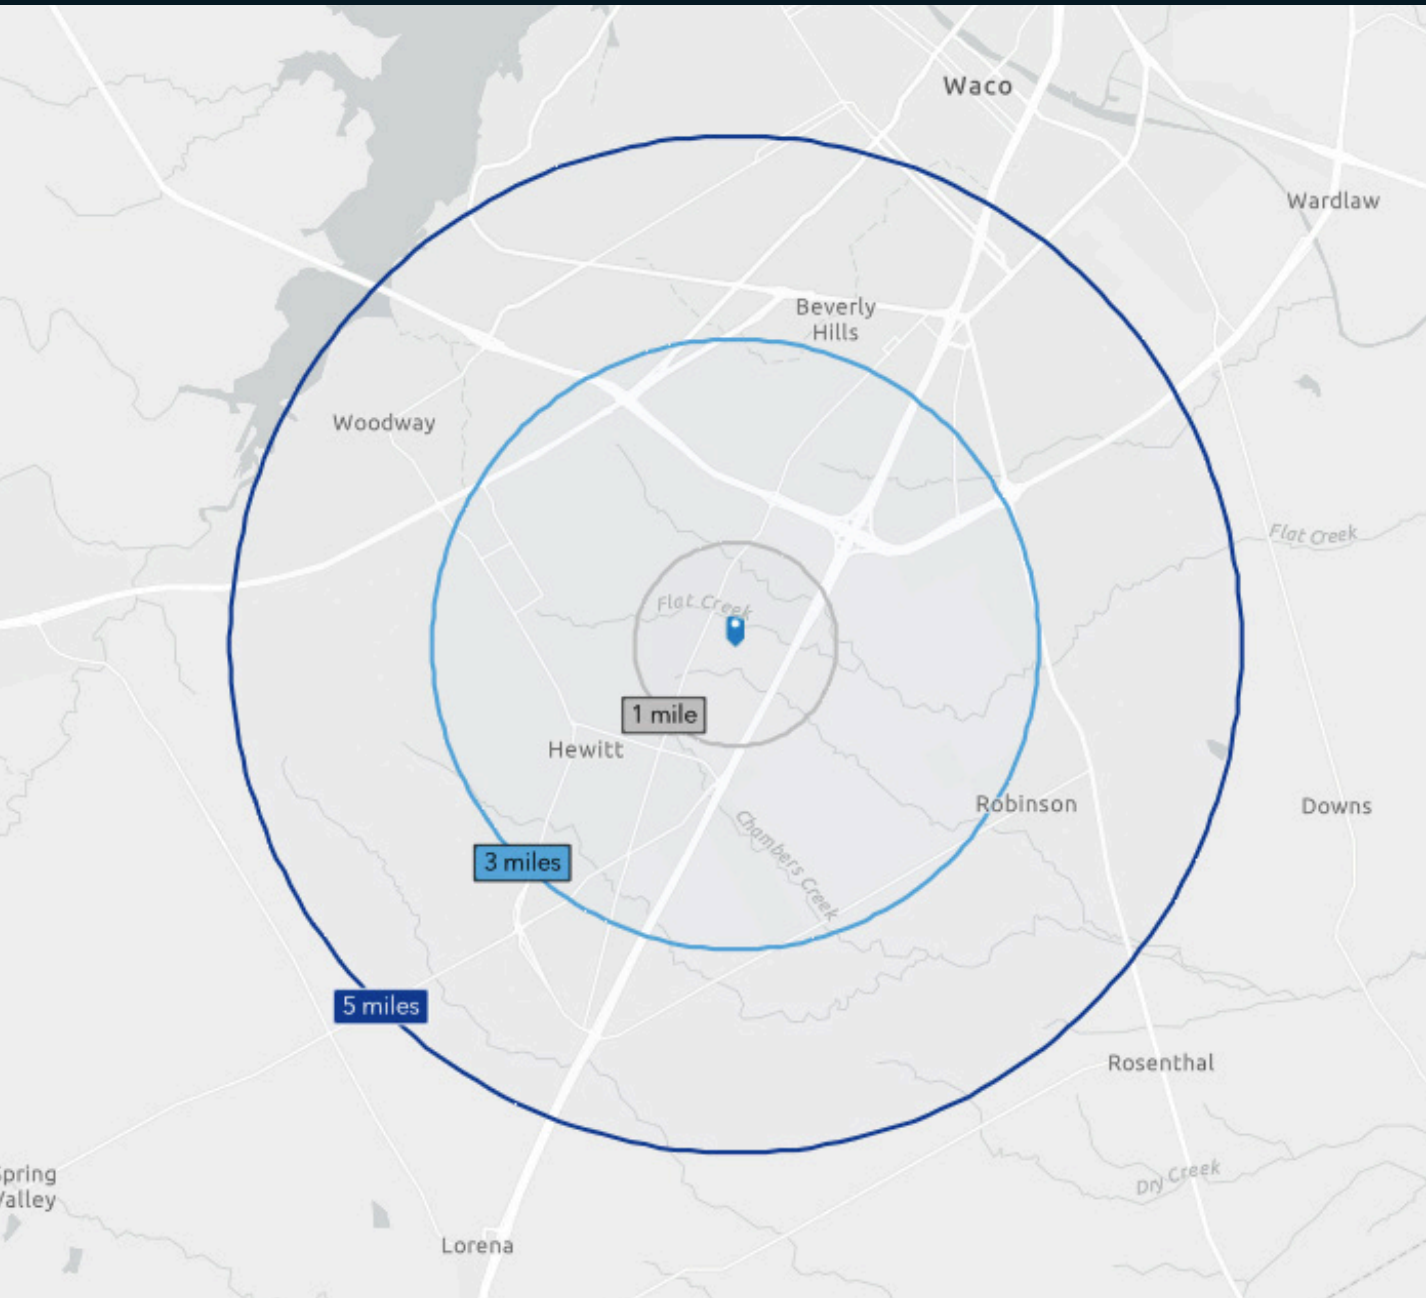 Waco
Wardlaw
Beverly
Hills
Woodway
Flat Creek
Flat Creek
1 mile
Hewitt
Robinson
Downs
Chambers Creek
3 miles
5 miles
Rosenthal
Spring
Valley
Dry Creek
Lorena